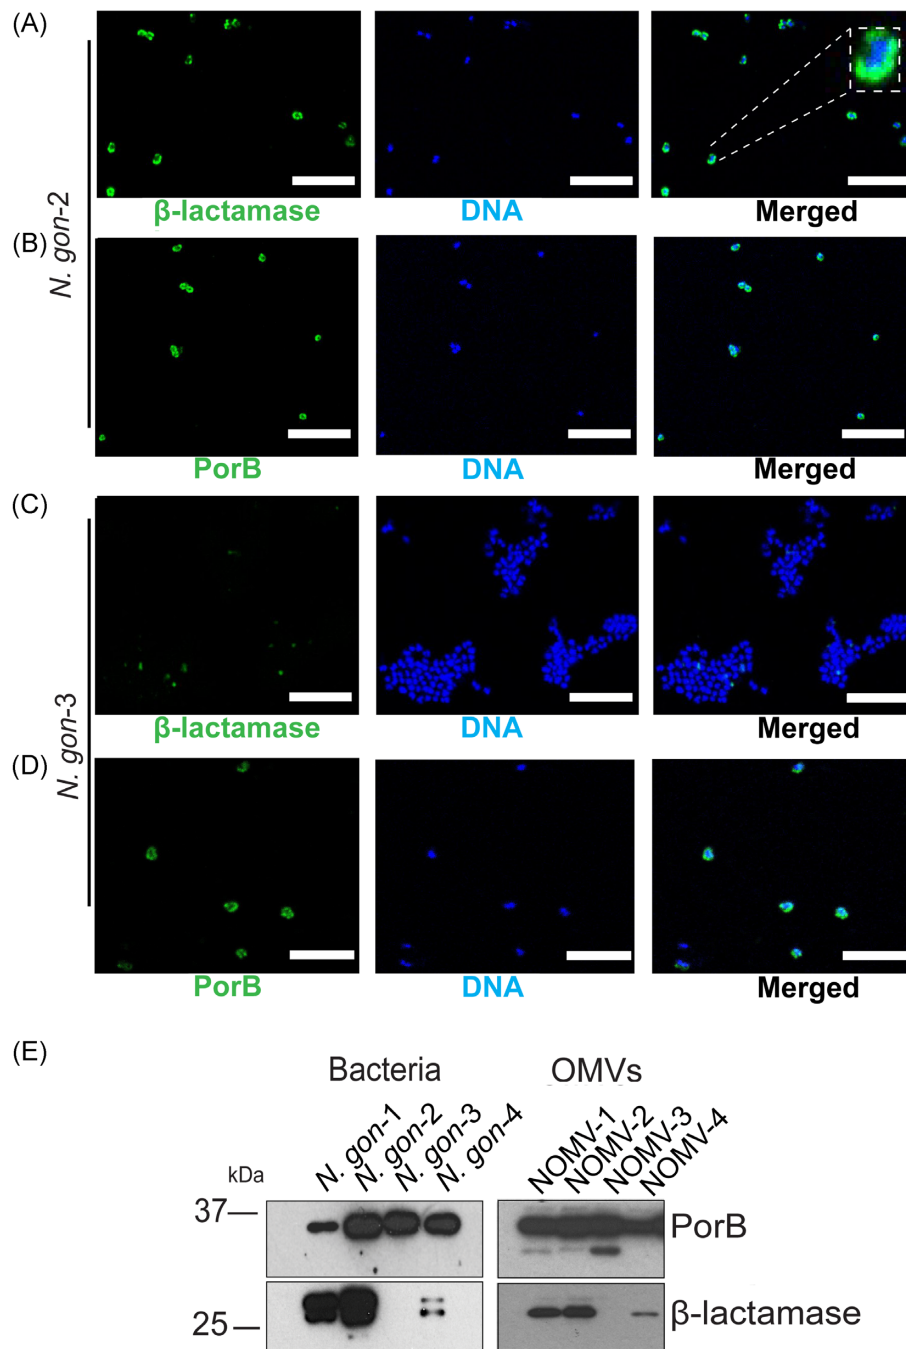 (A)
β-lactamase DNA Merged
(B)
PorB DNA Merged
N. gon-2
(C)
β-lactamase DNA Merged
(D)
PorB DNA Merged
N. gon-3
(E)
Bacteria OMVs
N. gon-1 N. gon-2 N. gon-3 N. gon-4 NOMV-1 NOMV-2 NOMV-3 NOMV-4
kDa
37 PorB
25 β-lactamase